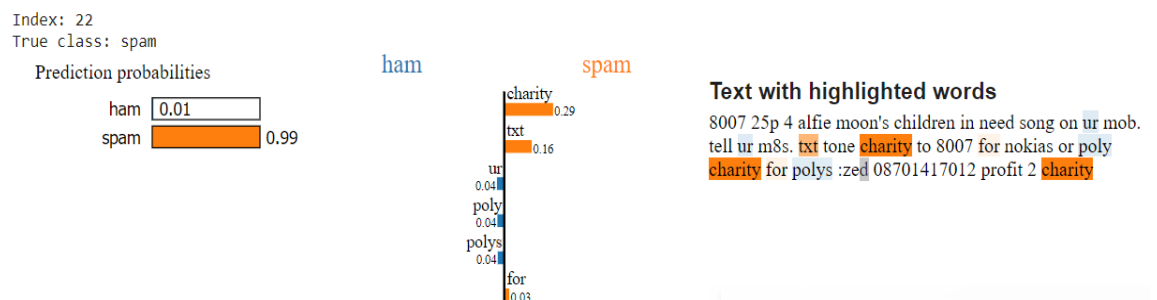 Index: 22
True class: spam
Prediction probabilities
ham 0.01
spam 0.99
ham spam
charity
0.29
txt
0.16
ur
0.04
poly
0.04
polys
0.04
for
0.03
Text with highlighted words
8007 25p 4 alfie moon's children in need song on ur mob.
tell ur m8s. txt tone charity to 8007 for nokias or poly
charity for polys :zed 08701417012 profit 2 charity